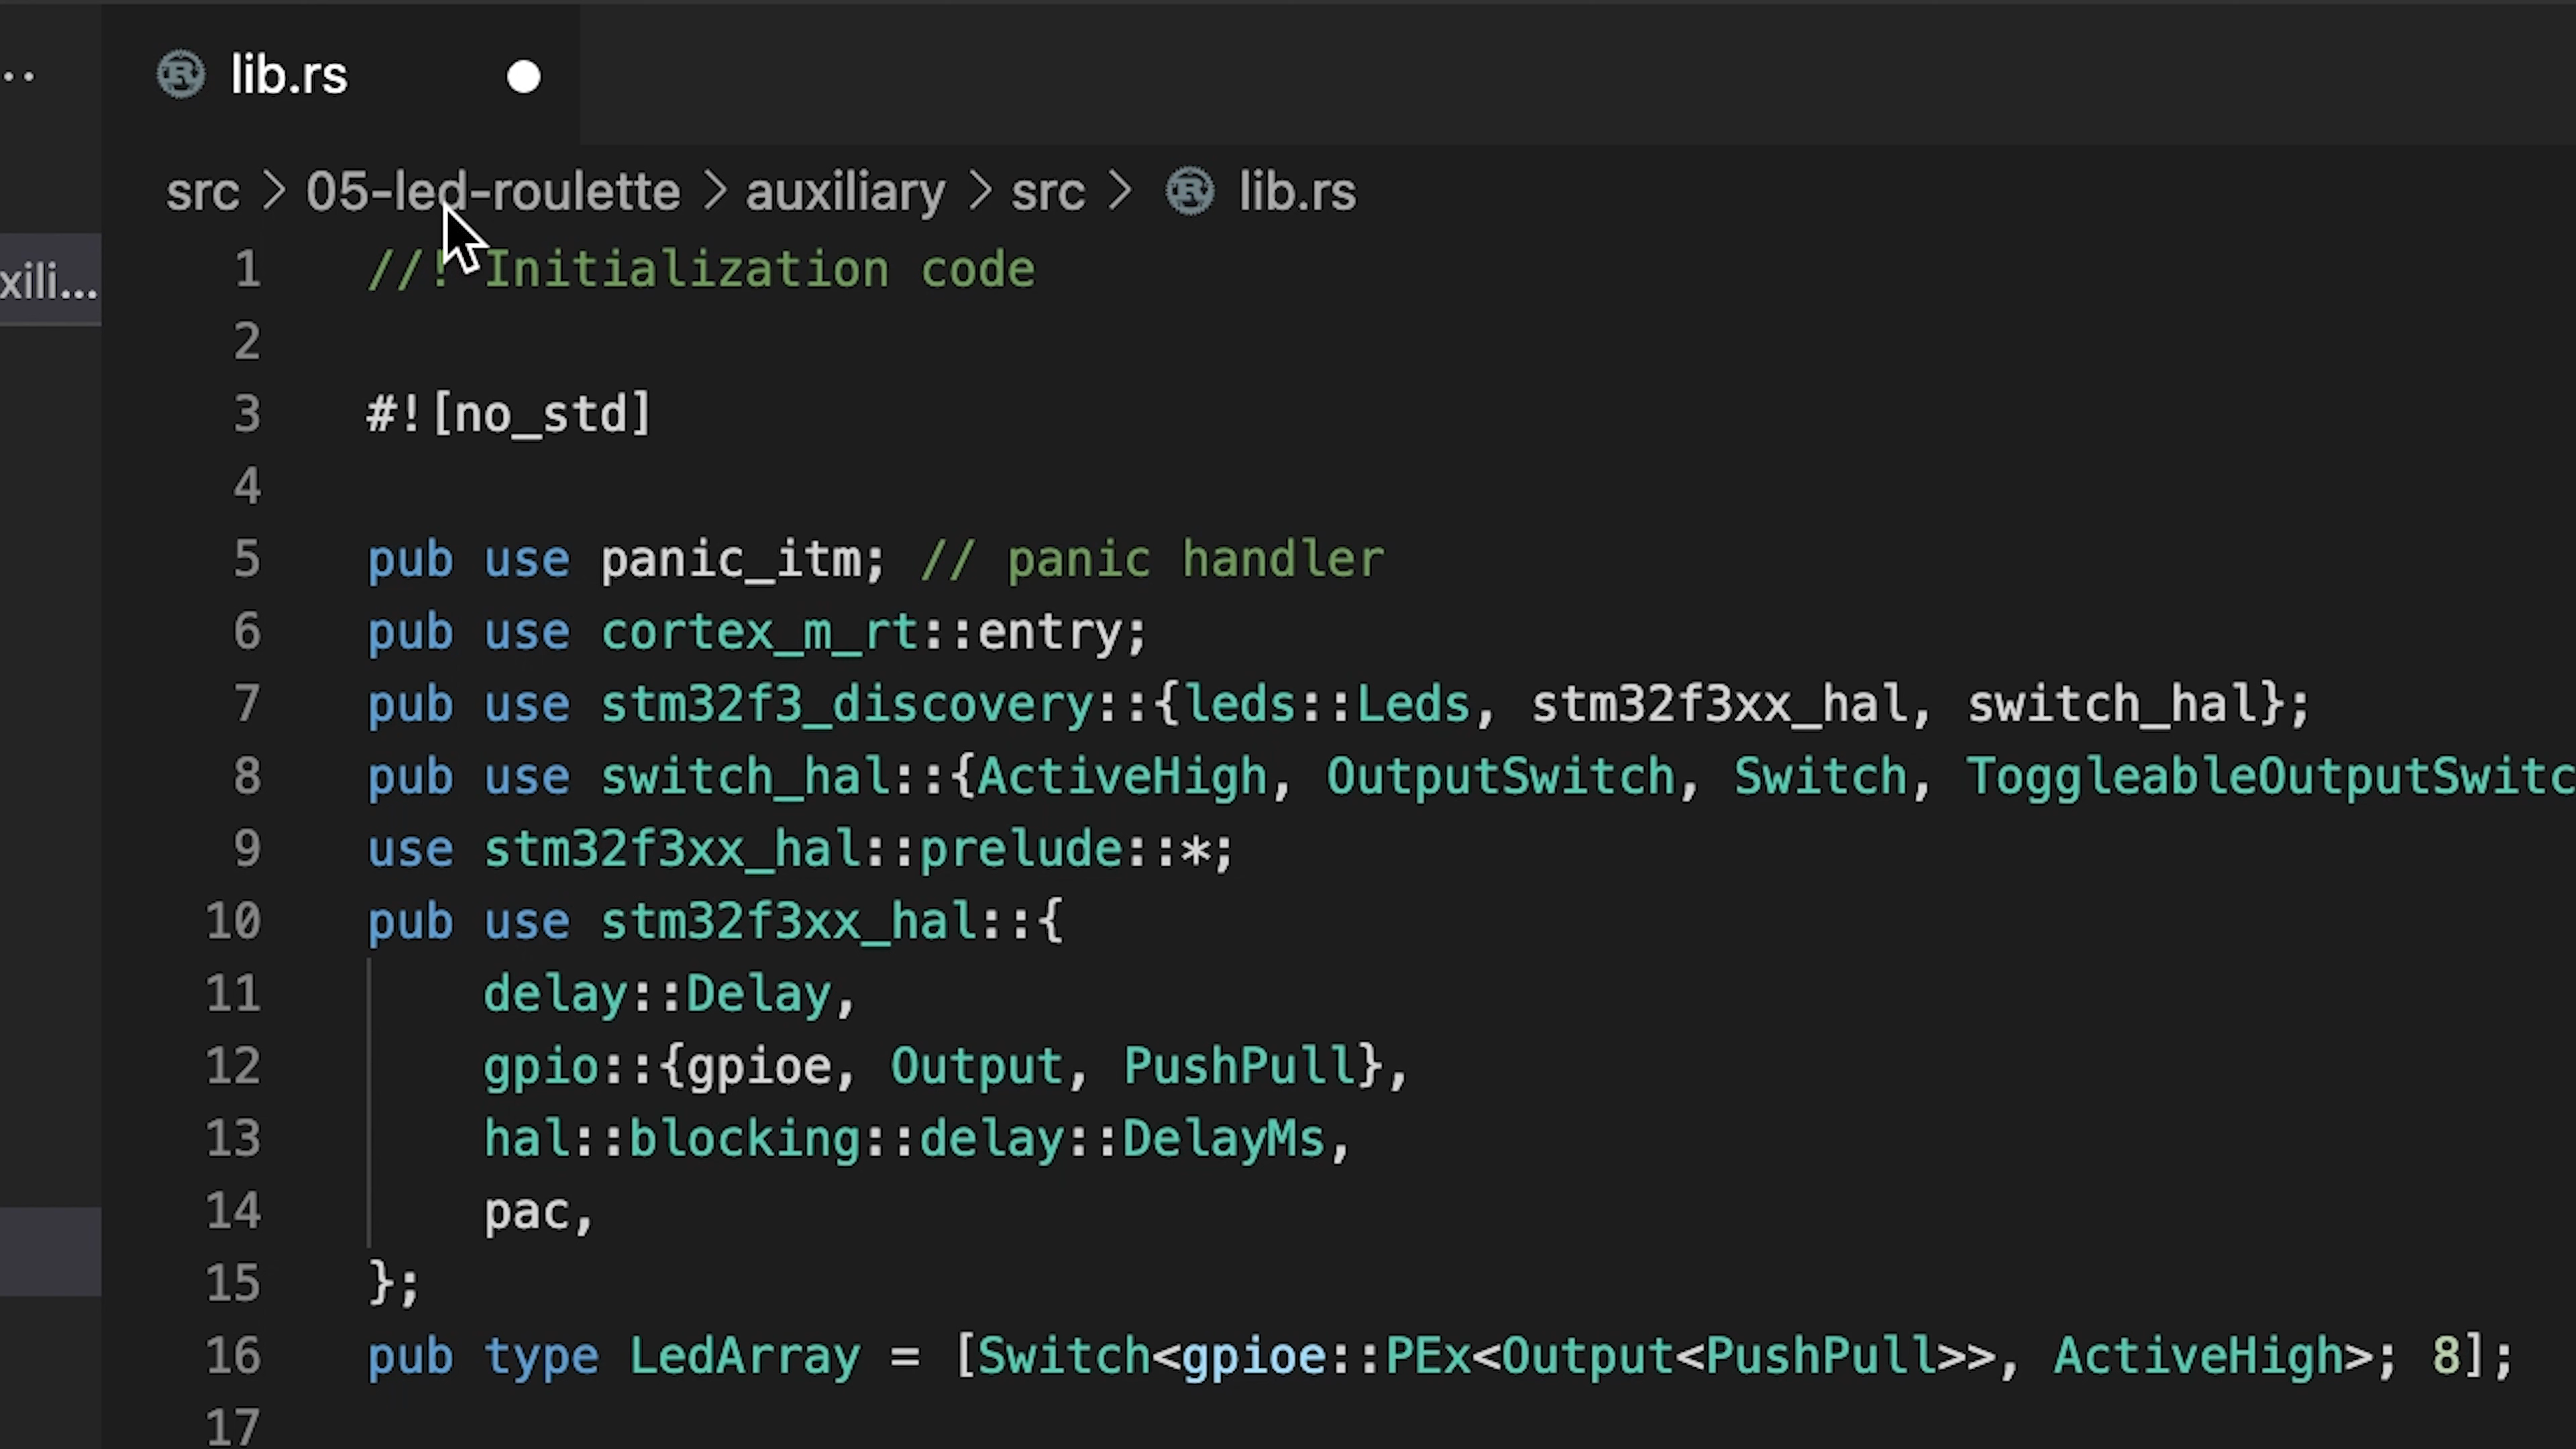 lib.rs
src > 05-led-roulette > auxiliary > src > lib.rs
xili...
1 //! Initialization code
2
3 #![no_std]
4
5 pub use panic_itm; // panic handler
6 pub use cortex_m_rt::entry;
7 pub use stm32f3_discovery::{leds::Leds, stm32f3xx_hal, switch_hal};
8 pub use switch_hal::{ActiveHigh, OutputSwitch, Switch, ToggleableOutputSwitc
9 use stm32f3xx_hal::prelude::*;
10 pub use stm32f3xx_hal::{
11 delay::Delay,
12 gpio::{gpioe, Output, PushPull},
13 hal::blocking::delay::DelayMs,
14 pac,
15 };
16 pub type LedArray = [Switch<gpioe::PEx<Output<PushPull>>, ActiveHigh>; 8];
17